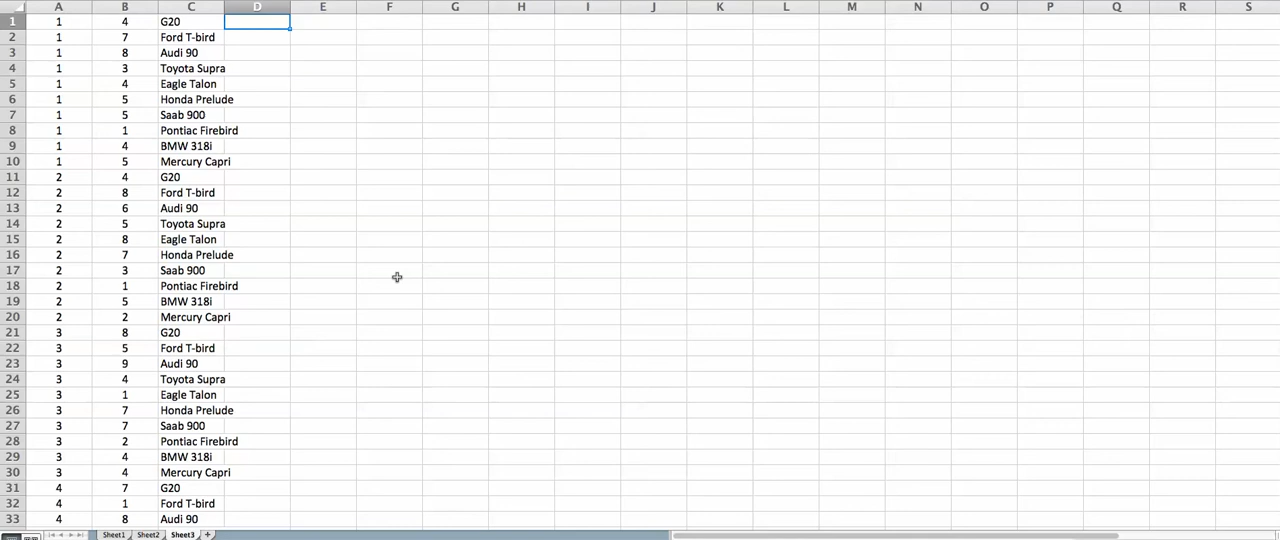 A B C D E F G H I J K L M N O P Q R S
1 1 4 G20
2 1 7 Ford T-bird
3 1 8 Audi 90
4 1 3 Toyota Supra
5 1 4 Eagle Talon
6 1 5 Honda Prelude
7 1 5 Saab 900
8 1 1 Pontiac Firebird
9 1 4 BMW 318i
10 1 5 Mercury Capri
11 2 4 G20
12 2 8 Ford T-bird
13 2 6 Audi 90
14 2 5 Toyota Supra
15 2 8 Eagle Talon
16 2 7 Honda Prelude
17 2 3 Saab 900
18 2 1 Pontiac Firebird
19 2 5 BMW 318i
20 2 2 Mercury Capri
21 3 8 G20
22 3 5 Ford T-bird
23 3 9 Audi 90
24 3 4 Toyota Supra
25 3 1 Eagle Talon
26 3 7 Honda Prelude
27 3 7 Saab 900
28 3 2 Pontiac Firebird
29 3 4 BMW 318i
30 3 4 Mercury Capri
31 4 7 G20
32 4 1 Ford T-bird
33 4 8 Audi 90
Sheet1 Sheet2 Sheet3 +